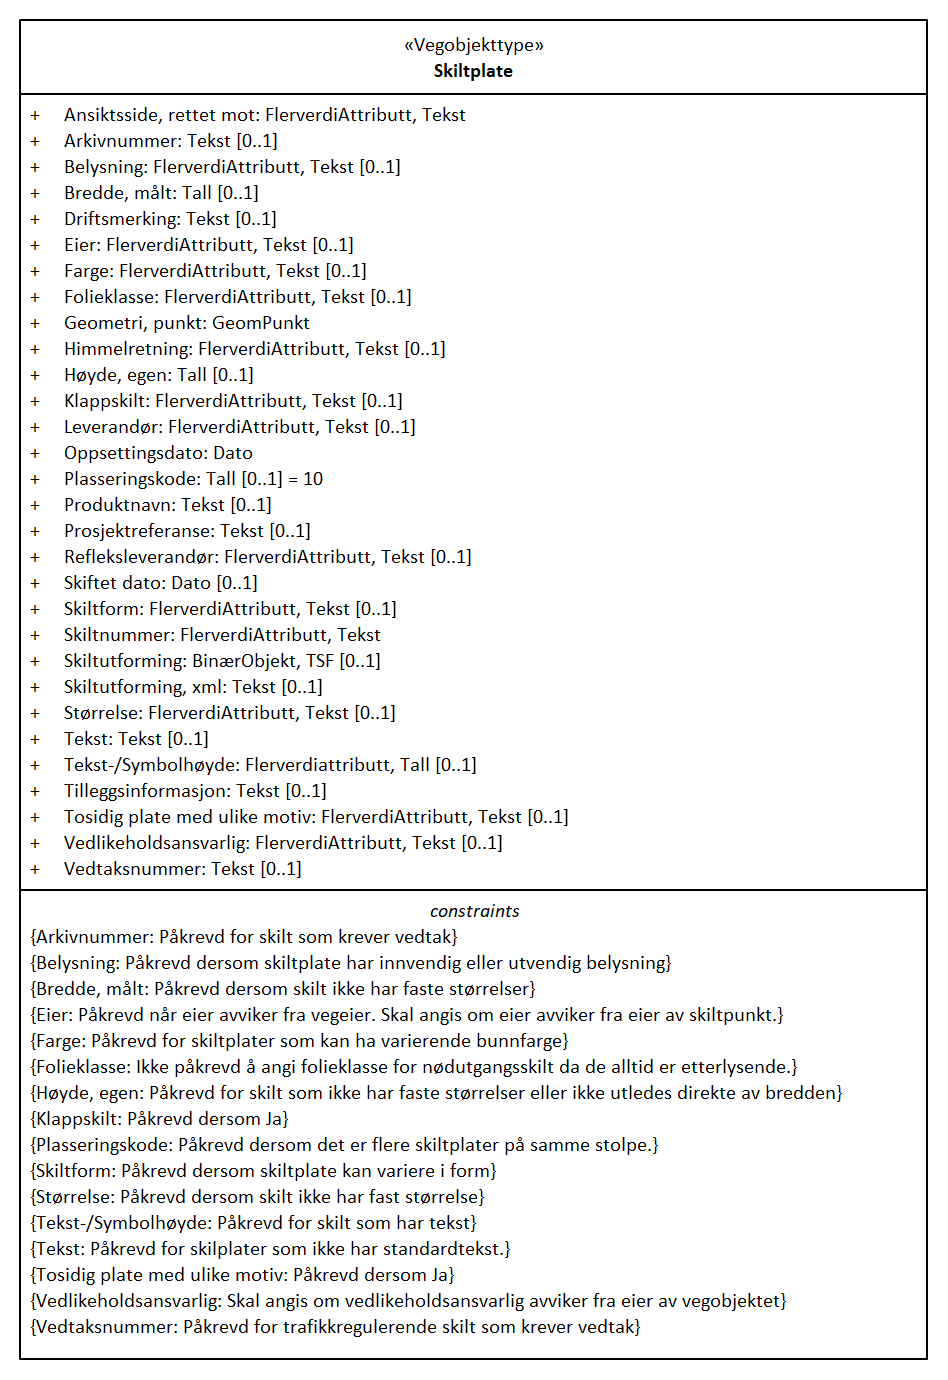 «Vegobjekttype»
Skiltplate
+ Ansiktsside, rettet mot: FlerverdiAttributt, Tekst
+ Arkivnummer: Tekst [0..1]
+ Belysning: FlerverdiAttributt, Tekst [0..1]
+ Bredde, målt: Tall [0..1]
+ Driftsmerking: Tekst [0..1]
+ Eier: FlerverdiAttributt, Tekst [0..1]
+ Farge: FlerverdiAttributt, Tekst [0..1]
+ Folieklasse: FlerverdiAttributt, Tekst [0..1]
+ Geometri, punkt: GeomPunkt
+ Himmelretning: FlerverdiAttributt, Tekst [0..1]
+ Høyde, egen: Tall [0..1]
+ Klappskilt: FlerverdiAttributt, Tekst [0..1]
+ Leverandør: FlerverdiAttributt, Tekst [0..1]
+ Oppsettingsdato: Dato
+ Plasseringskode: Tall [0..1] = 10
+ Produktnavn: Tekst [0..1]
+ Prosjektreferanse: Tekst [0..1]
+ Refleksleverandør: FlerverdiAttributt, Tekst [0..1]
+ Skiftet dato: Dato [0..1]
+ Skiltform: FlerverdiAttributt, Tekst [0..1]
+ Skiltnummer: FlerverdiAttributt, Tekst
+ Skiltutforming: BinærObjekt, TSF [0..1]
+ Skiltutforming, xml: Tekst [0..1]
+ Størrelse: FlerverdiAttributt, Tekst [0..1]
+ Tekst: Tekst [0..1]
+ Tekst-/Symbolhøyde: Flerverdiattributt, Tall [0..1]
+ Tilleggsinformasjon: Tekst [0..1]
+ Tosidig plate med ulike motiv: FlerverdiAttributt, Tekst [0..1]
+ Vedlikeholdsansvarlig: FlerverdiAttributt, Tekst [0..1]
+ Vedtaksnummer: Tekst [0..1]
constraints
{Arkivnummer: Påkrevd for skilt som krever vedtak}
{Belysning: Påkrevd dersom skiltplate har innvendig eller utvendig belysning}
{Bredde, målt: Påkrevd dersom skilt ikke har faste størrelser}
{Eier: Påkrevd når eier avviker fra vegeier. Skal angis om eier avviker fra eier av skiltpunkt.}
{Farge: Påkrevd for skiltplater som kan ha varierende bunnfarge}
{Folieklasse: Ikke påkrevd å angi folieklasse for nødutgangsskilt da de alltid er etterlysende.}
{Høyde, egen: Påkrevd for skilt som ikke har faste størrelser eller ikke utledes direkte av bredden}
{Klappskilt: Påkrevd dersom Ja}
{Plasseringskode: Påkrevd dersom det er flere skiltplater på samme stolpe.}
{Skiltform: Påkrevd dersom skiltplate kan variere i form}
{Størrelse: Påkrevd dersom skilt ikke har fast størrelse}
{Tekst-/Symbolhøyde: Påkrevd for skilt som har tekst}
{Tekst: Påkrevd for skilplater som ikke har standardtekst.}
{Tosidig plate med ulike motiv: Påkrevd dersom Ja}
{Vedlikeholdsansvarlig: Skal angis om vedlikeholdsansvarlig avviker fra eier av vegobjektet}
{Vedtaksnummer: Påkrevd for trafikkregulerende skilt som krever vedtak}